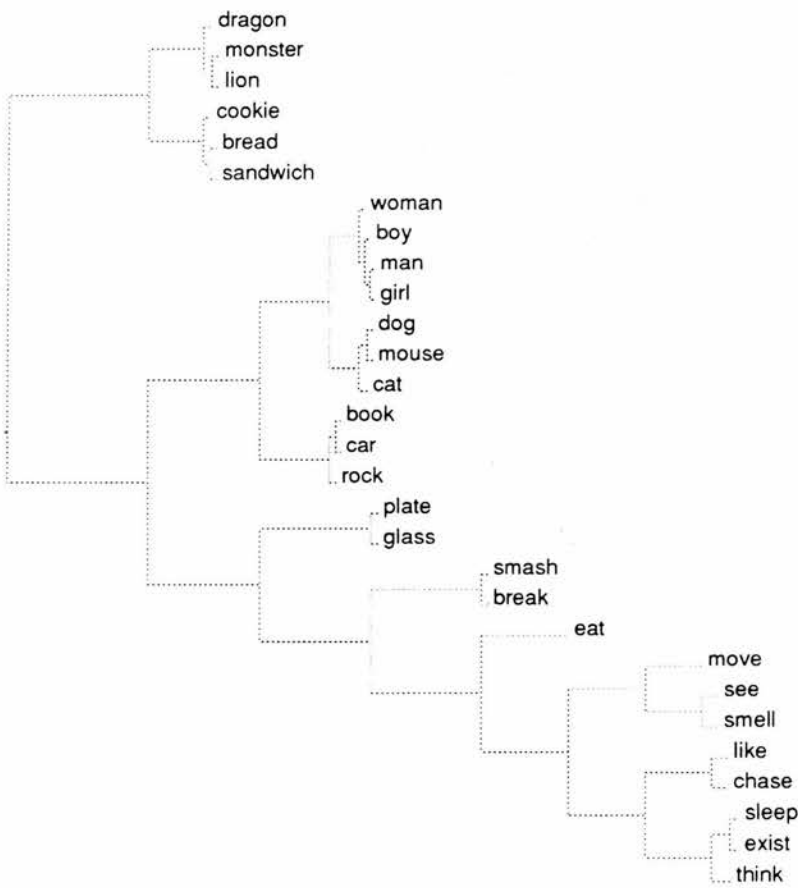 dragon
monster
lion
cookie
bread
sandwich
woman
boy
man
girl
dog
mouse
cat
book
car
rock
plate
glass
smash
break
eat
move
see
smell
like
chase
sleep
exist
think